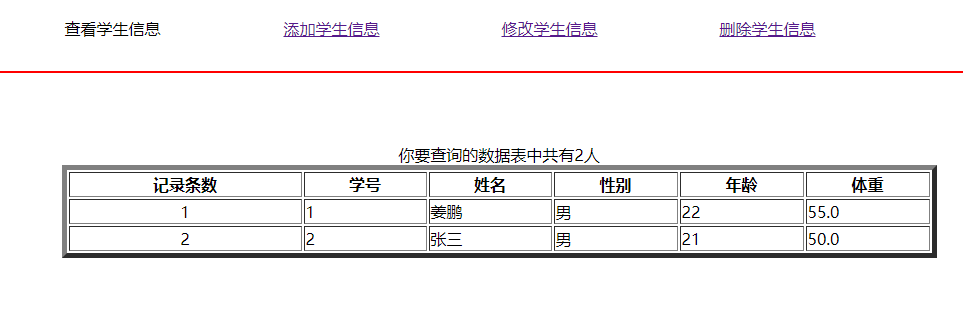 查看学生信息 添加学生信息 修改学生信息 删除学生信息
你要查询的数据表中共有2人
记录条数 学号 姓名 性别 年龄 体重
1 1 姜鹏 男 22 55.0
2 2 张三 男 21 50.0